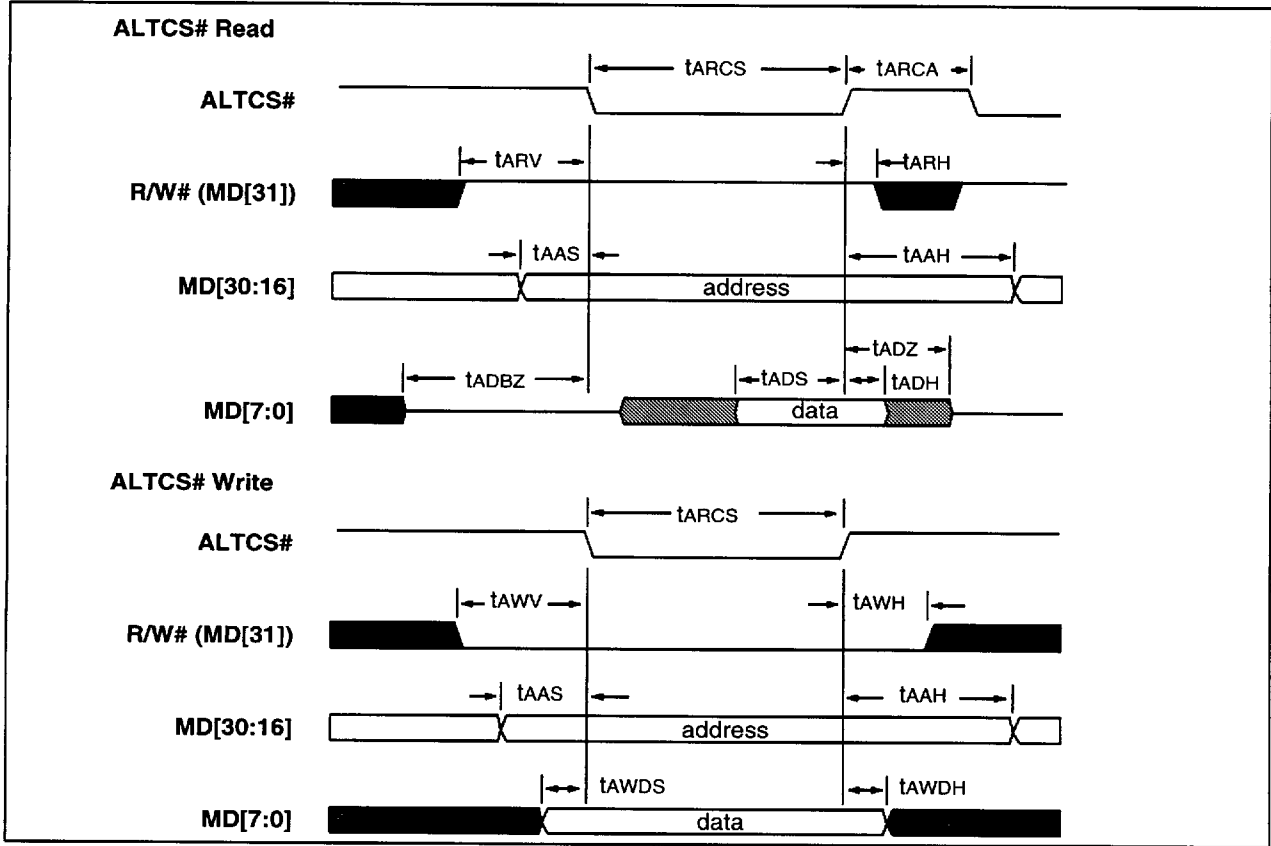 ALTCS# Read
tARCS tARCA
ALTCS#
tARV tARH
R/W# (MD[31])
tAAS tAAH
MD[30:16] address
tADZ
tADBZ tADS tADH
MD[7:0] data
ALTCS# Write
tARCS
ALTCS#
tAWV tAWH
R/W# (MD[31])
tAAS tAAH
MD[30:16] address
tAWDS tAWDH
MD[7:0] data